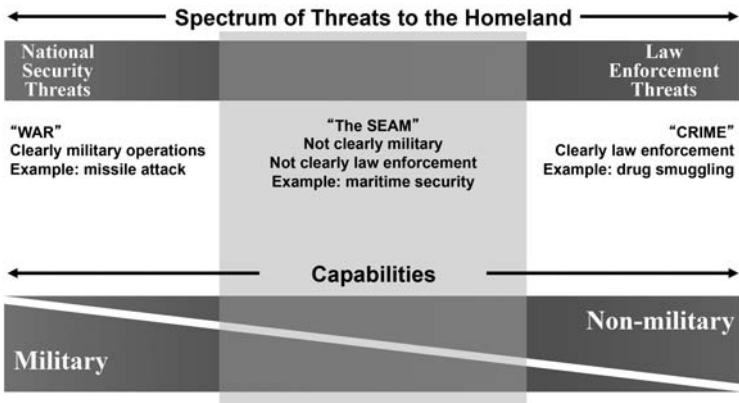 Spectrum of Threats to the Homeland
National
Security
Threats
Law
Enforcement
Threats
“WAR”
Clearly military operations
Example: missile attack
“The SEAM”
Not clearly military
Not clearly law enforcement
Example: maritime security
“CRIME”
Clearly law enforcement
Example: drug smuggling
Capabilities
Military
Non-military